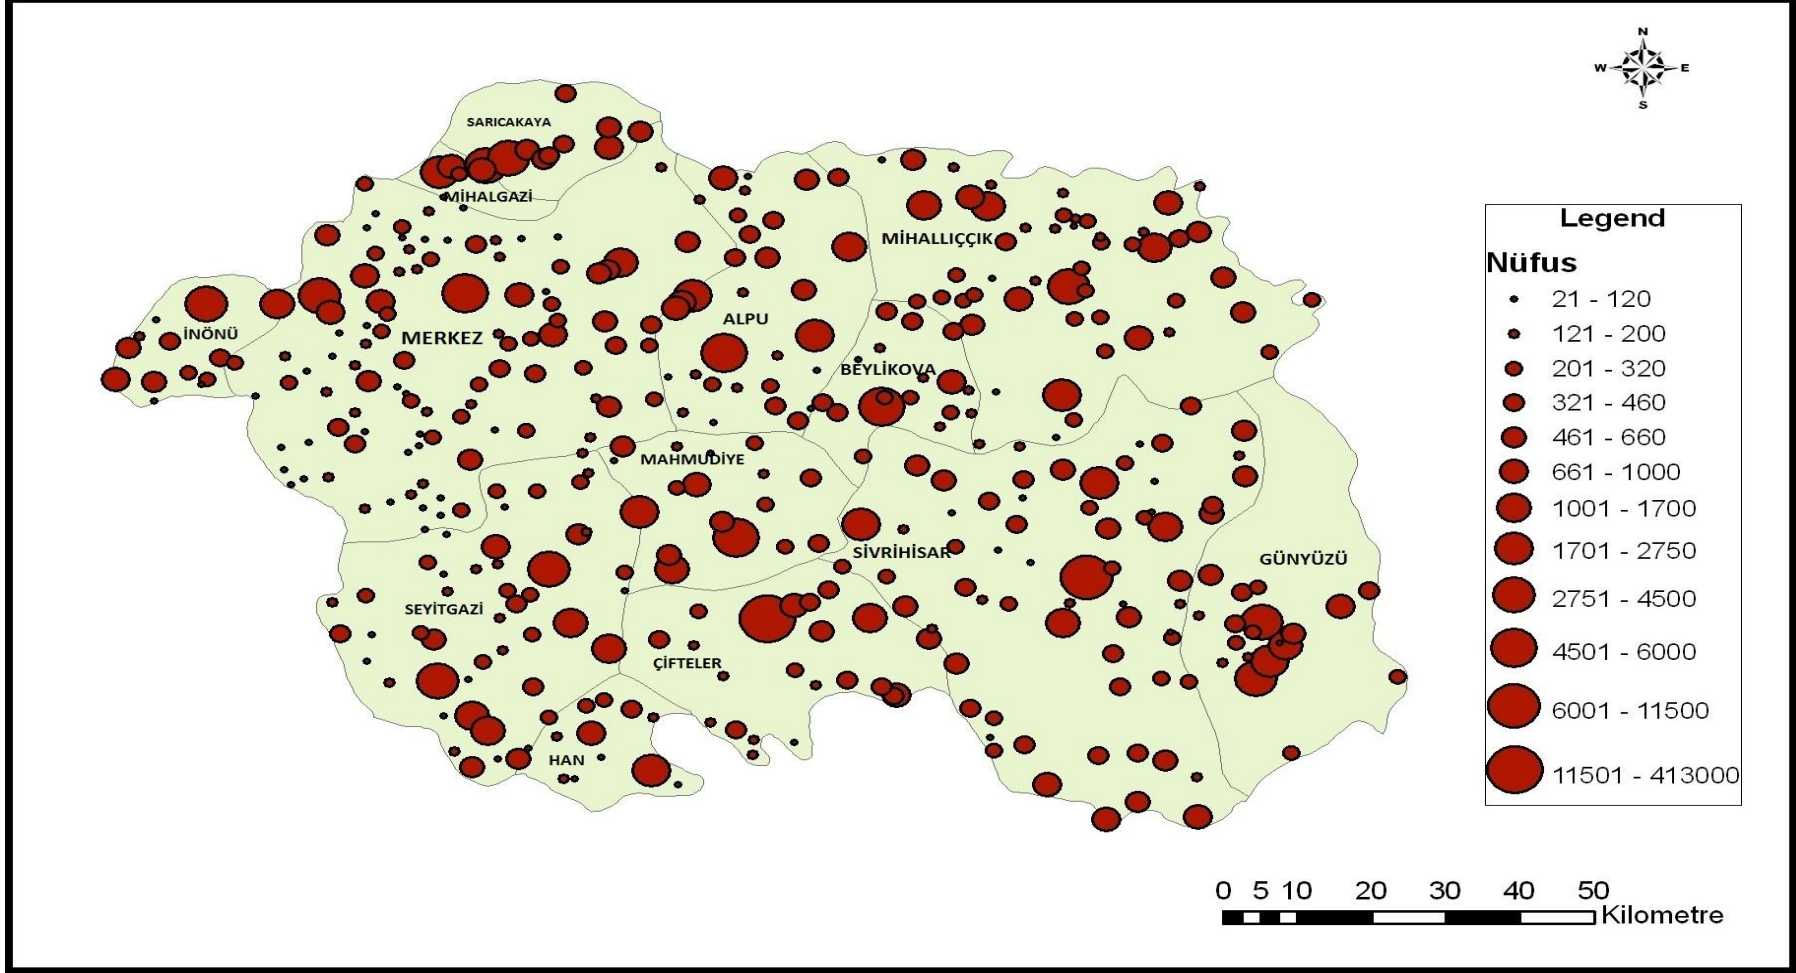 N
W E
S
SARICAKAYA
MİHALGAZİ
MİHALLIÇÇIK
İNÖNÜ
MERKEZ
ALPU
BEYLİKOVA
MAHMUDİYE
SİVRİHİSAR
GÜNYÜZÜ
SEYİTGAZİ
ÇİFTELER
HAN
Legend
Nüfus
21 - 120
121 - 200
201 - 320
321 - 460
461 - 660
661 - 1000
1001 - 1700
1701 - 2750
2751 - 4500
4501 - 6000
6001 - 11500
11501 - 413000
0 5 10 20 30 40 50
Kilometre